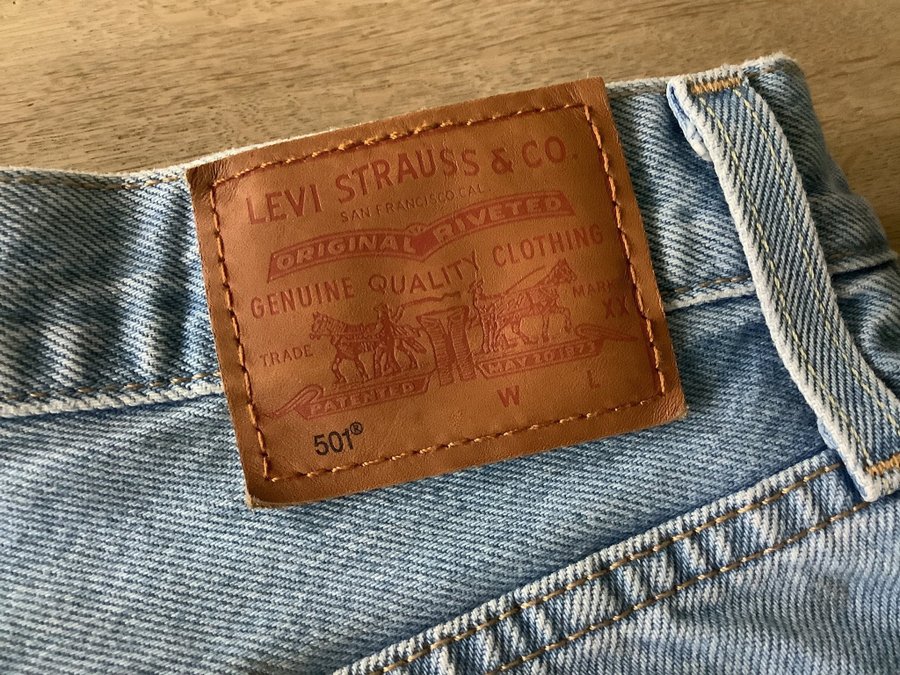 LEVI STRAUSS & CO.
SAN FRANCISCO CAL.
ORIGINAL RIVETED
GENUINE QUALITY CLOTHING
TRADE MARK
XX
PATENTED MAY 20 1873
W L
501®